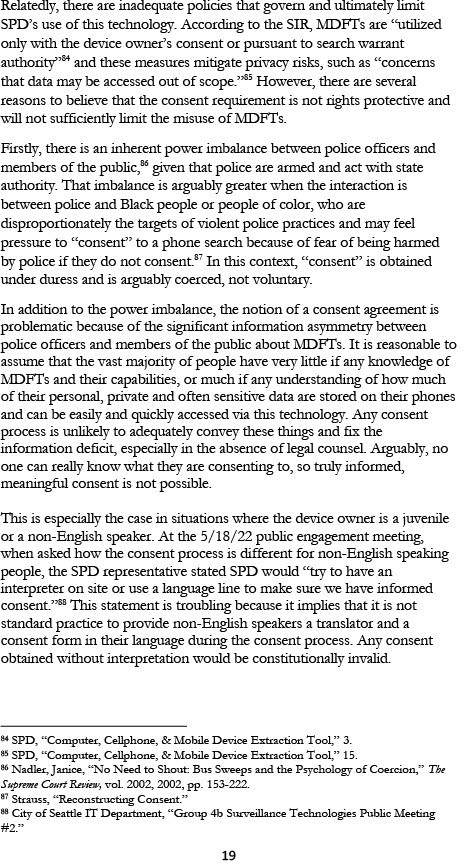 Relatedly, there are inadequate policies that govern and ultimately limit
SPD's use of this technology. According to the SIR, MDFTs are “utilized
only with the device owner's consent or pursuant to search warrant
authority”⁸⁴ and these measures mitigate privacy risks, such as “concerns
that data may be accessed out of scope.”⁸⁵ However, there are several
reasons to believe that the consent requirement is not rights protective and
will not sufficiently limit the misuse of MDFTs.
Firstly, there is an inherent power imbalance between police officers and
members of the public,⁸⁶ given that police are armed and act with state
authority. That imbalance is arguably greater when the interaction is
between police and Black people or people of color, who are
disproportionately the targets of violent police practices and may feel
pressure to “consent” to a phone search because of fear of being harmed
by police if they do not consent.⁸⁷ In this context, “consent” is obtained
under duress and is arguably coerced, not voluntary.
In addition to the power imbalance, the notion of a consent agreement is
problematic because of the significant information asymmetry between
police officers and members of the public about MDFTs. It is reasonable to
assume that the vast majority of people have very little if any knowledge of
MDFTs and their capabilities, or much if any understanding of how much
of their personal, private and often sensitive data are stored on their phones
and can be easily and quickly accessed via this technology. Any consent
process is unlikely to adequately convey these things and fix the
information deficit, especially in the absence of legal counsel. Arguably, no
one can really know what they are consenting to, so truly informed,
meaningful consent is not possible.
This is especially the case in situations where the device owner is a juvenile
or a non-English speaker. At the 5/18/22 public engagement meeting,
when asked how the consent process is different for non-English speaking
people, the SPD representative stated SPD would “try to have an
interpreter on site or use a language line to make sure we have informed
consent.”⁸⁸ This statement is troubling because it implies that it is not
standard practice to provide non-English speakers a translator and a
consent form in their language during the consent process. Any consent
obtained without interpretation would be constitutionally invalid.
⁸⁴ SPD, “Computer, Cellphone, & Mobile Device Extraction Tool,” 3.
⁸⁵ SPD, “Computer, Cellphone, & Mobile Device Extraction Tool,” 15.
⁸⁶ Nadler, Janice, “No Need to Shout: Bus Sweeps and the Psychology of Coercion,” The
Supreme Court Review, vol. 2002, 2002, pp. 153-222.
⁸⁷ Strauss, “Reconstructing Consent.”
⁸⁸ City of Seattle IT Department, “Group 4b Surveillance Technologies Public Meeting
#2.”
19